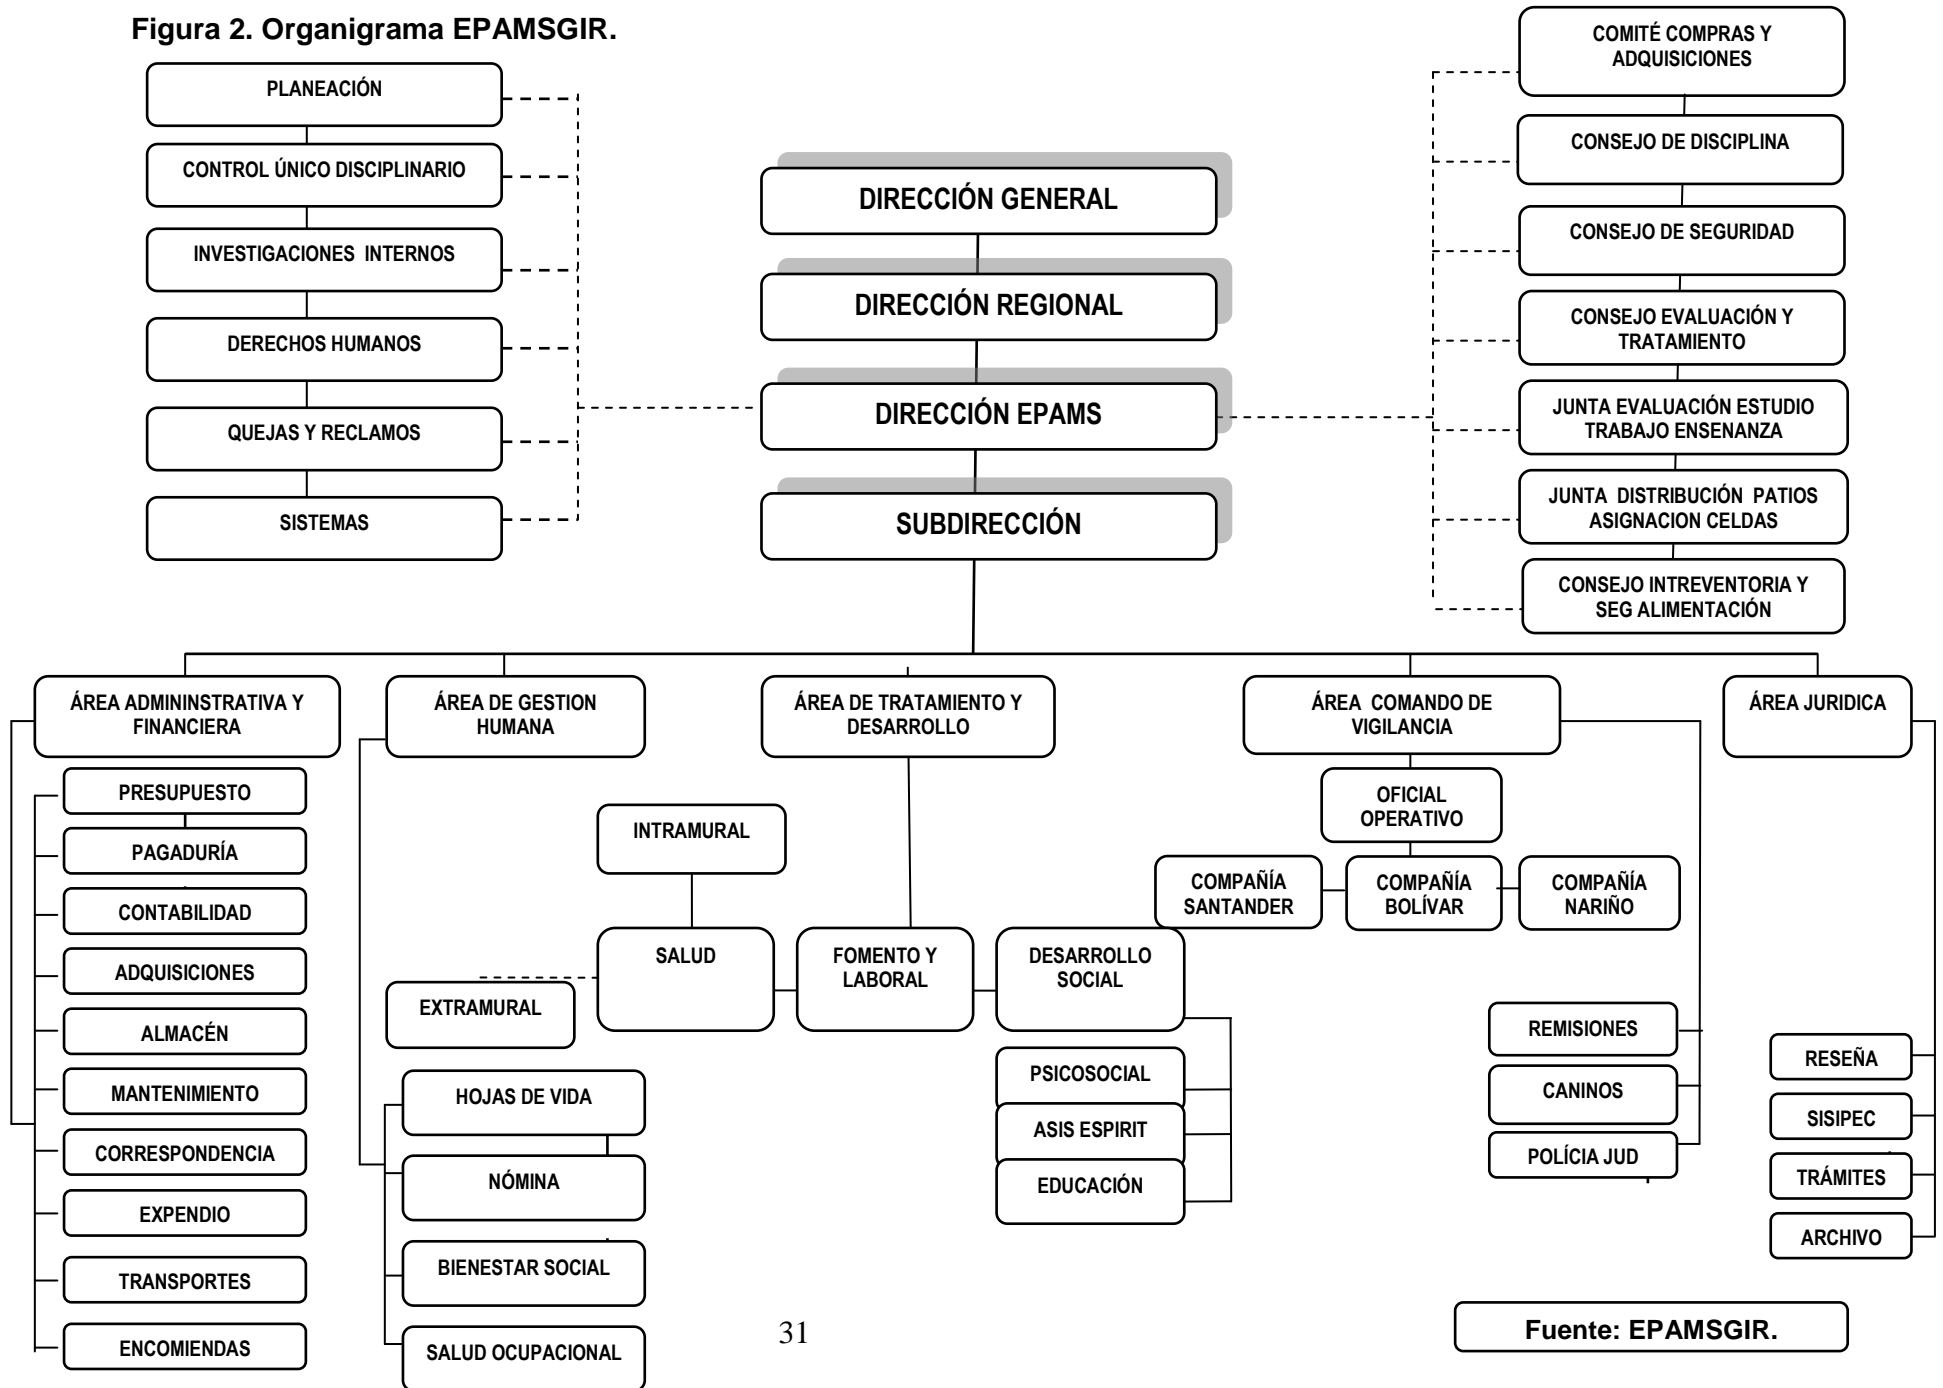 Figura 2. Organigrama EPAMSGIR.
PLANEACIÓN
CONTROL ÚNICO DISCIPLINARIO
INVESTIGACIONES INTERNOS
DERECHOS HUMANOS
QUEJAS Y RECLAMOS
SISTEMAS
DIRECCIÓN GENERAL
DIRECCIÓN REGIONAL
DIRECCIÓN EPAMS
SUBDIRECCIÓN
COMITÉ COMPRAS Y
ADQUISICIONES
CONSEJO DE DISCIPLINA
CONSEJO DE SEGURIDAD
CONSEJO EVALUACIÓN Y
TRATAMIENTO
JUNTA EVALUACIÓN ESTUDIO
TRABAJO ENSENANZA
JUNTA DISTRIBUCIÓN PATIOS
ASIGNACION CELDAS
CONSEJO INTREVENTORIA Y
SEG ALIMENTACIÓN
ÁREA ADMININSTRATIVA Y
FINANCIERA
PRESUPUESTO
PAGADURÍA
CONTABILIDAD
ADQUISICIONES
ALMACÉN
MANTENIMIENTO
CORRESPONDENCIA
EXPENDIO
TRANSPORTES
ENCOMIENDAS
ÁREA DE GESTION
HUMANA
HOJAS DE VIDA
NÓMINA
BIENESTAR SOCIAL
SALUD OCUPACIONAL
ÁREA DE TRATAMIENTO Y
DESARROLLO
INTRAMURAL
SALUD
EXTRAMURAL
FOMENTO Y
LABORAL
DESARROLLO
SOCIAL
PSICOSOCIAL
ASIS ESPIRIT
EDUCACIÓN
ÁREA COMANDO DE
VIGILANCIA
OFICIAL
OPERATIVO
COMPAÑÍA
SANTANDER
COMPAÑÍA
BOLÍVAR
COMPAÑÍA
NARIÑO
REMISIONES
CANINOS
POLÍCIA JUD
ÁREA JURIDICA
RESEÑA
SISIPEC
TRÁMITES
ARCHIVO
31
Fuente: EPAMSGIR.